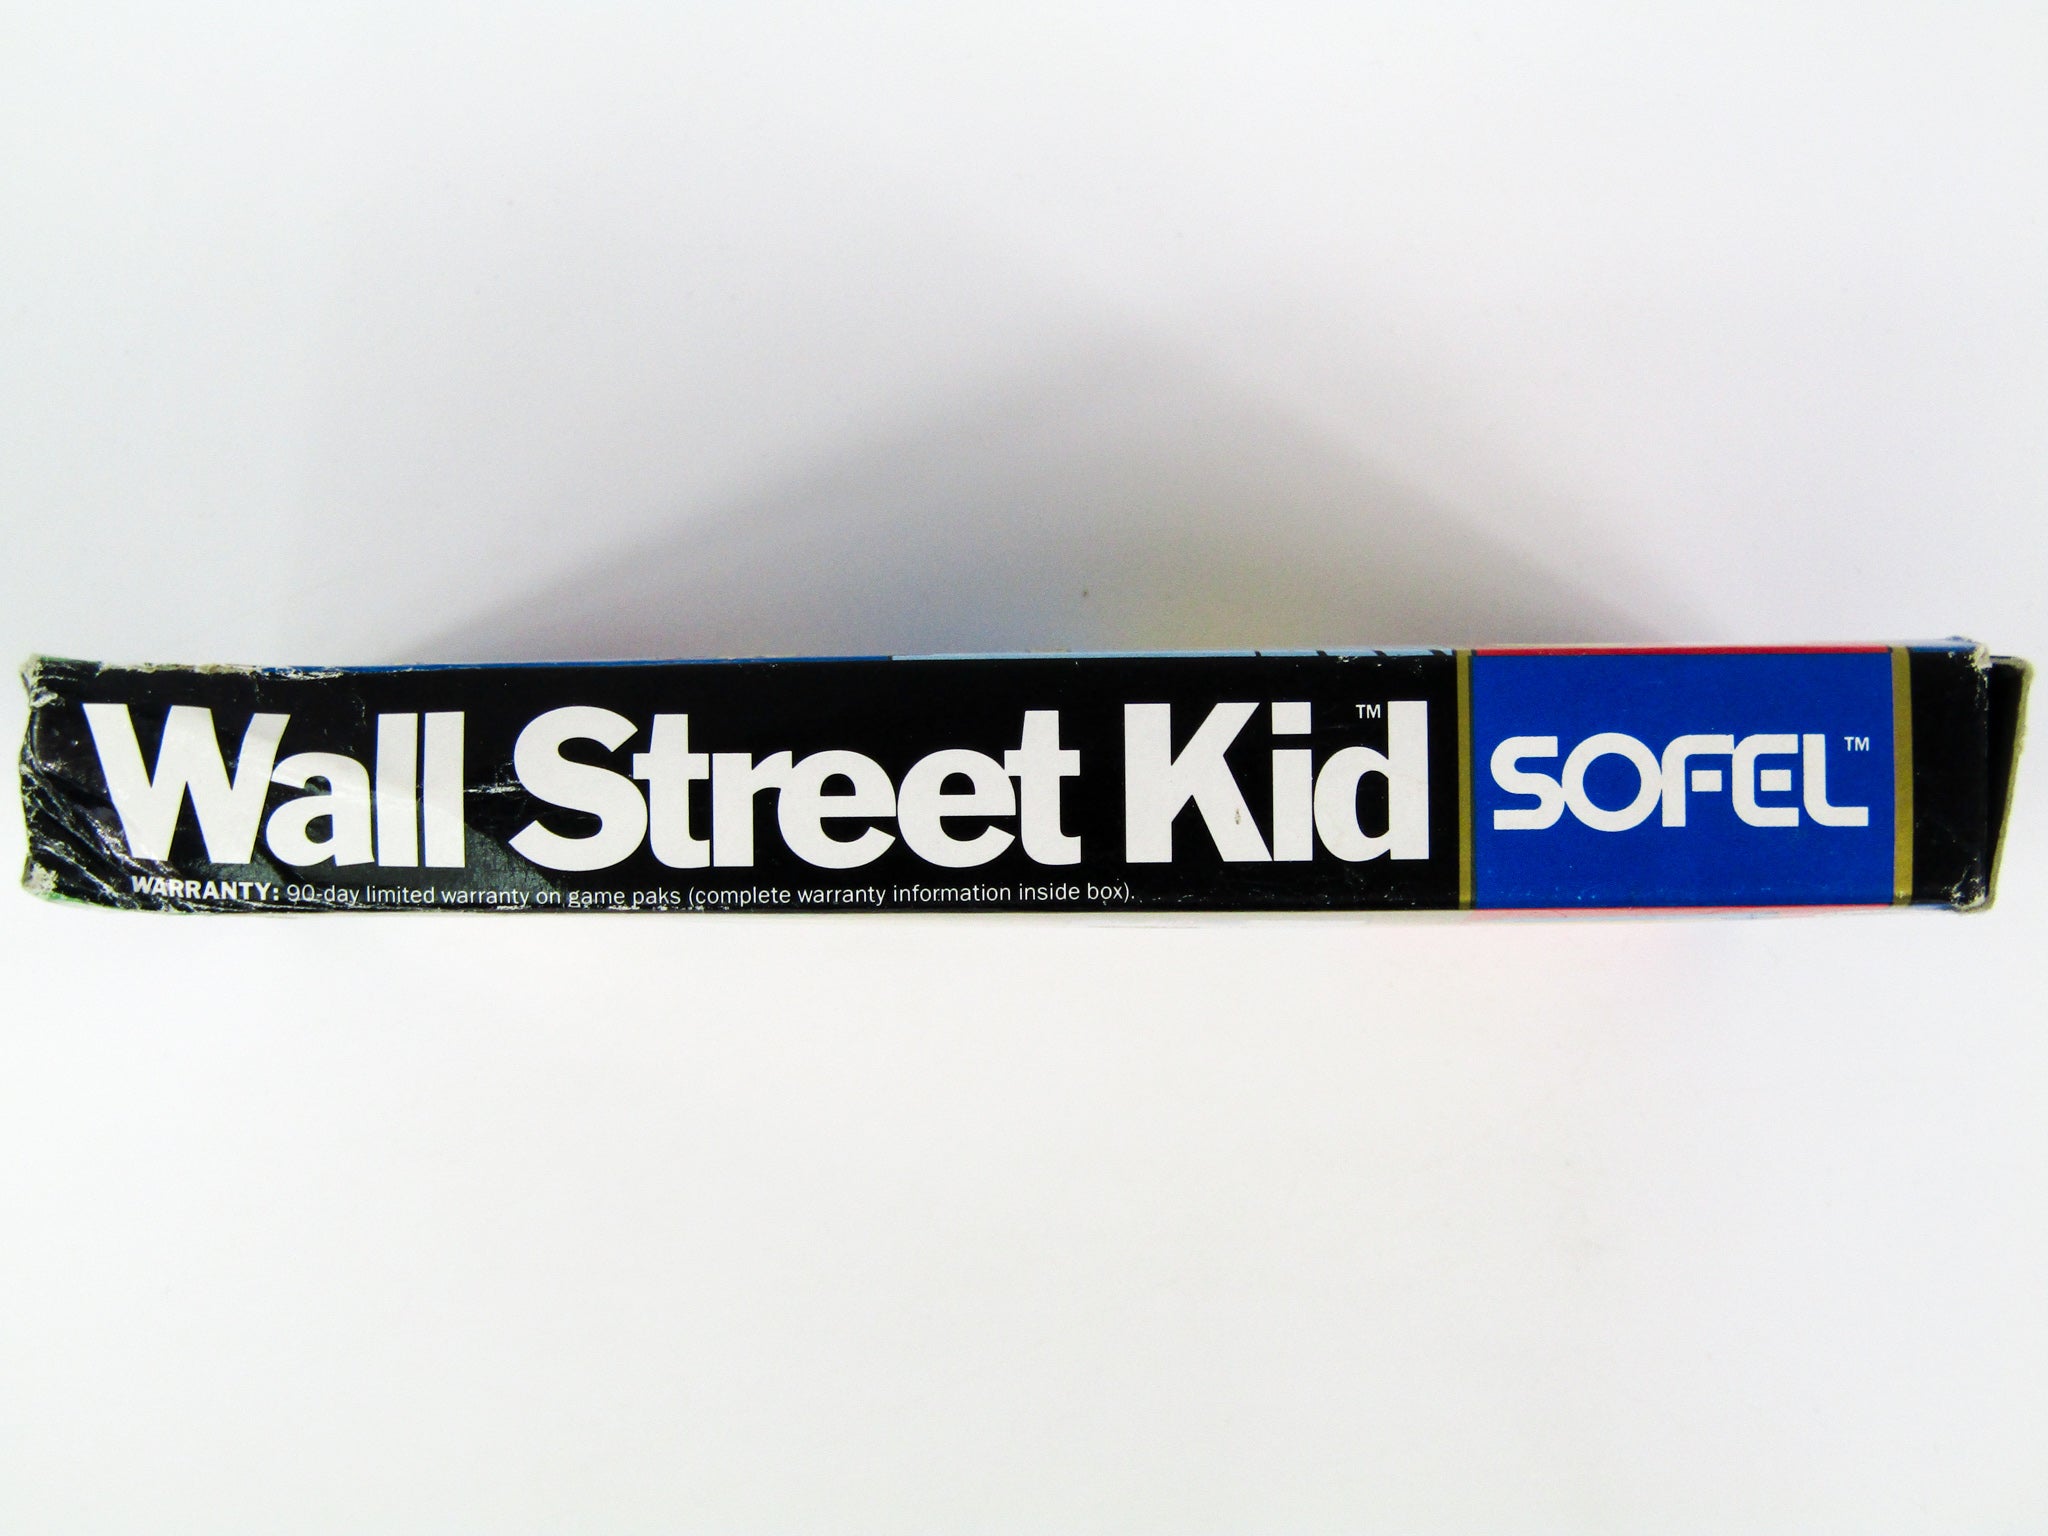 Wall Street Kid™
SOFEL™
WARRANTY: 90-day limited warranty on game paks (complete warranty information inside box).